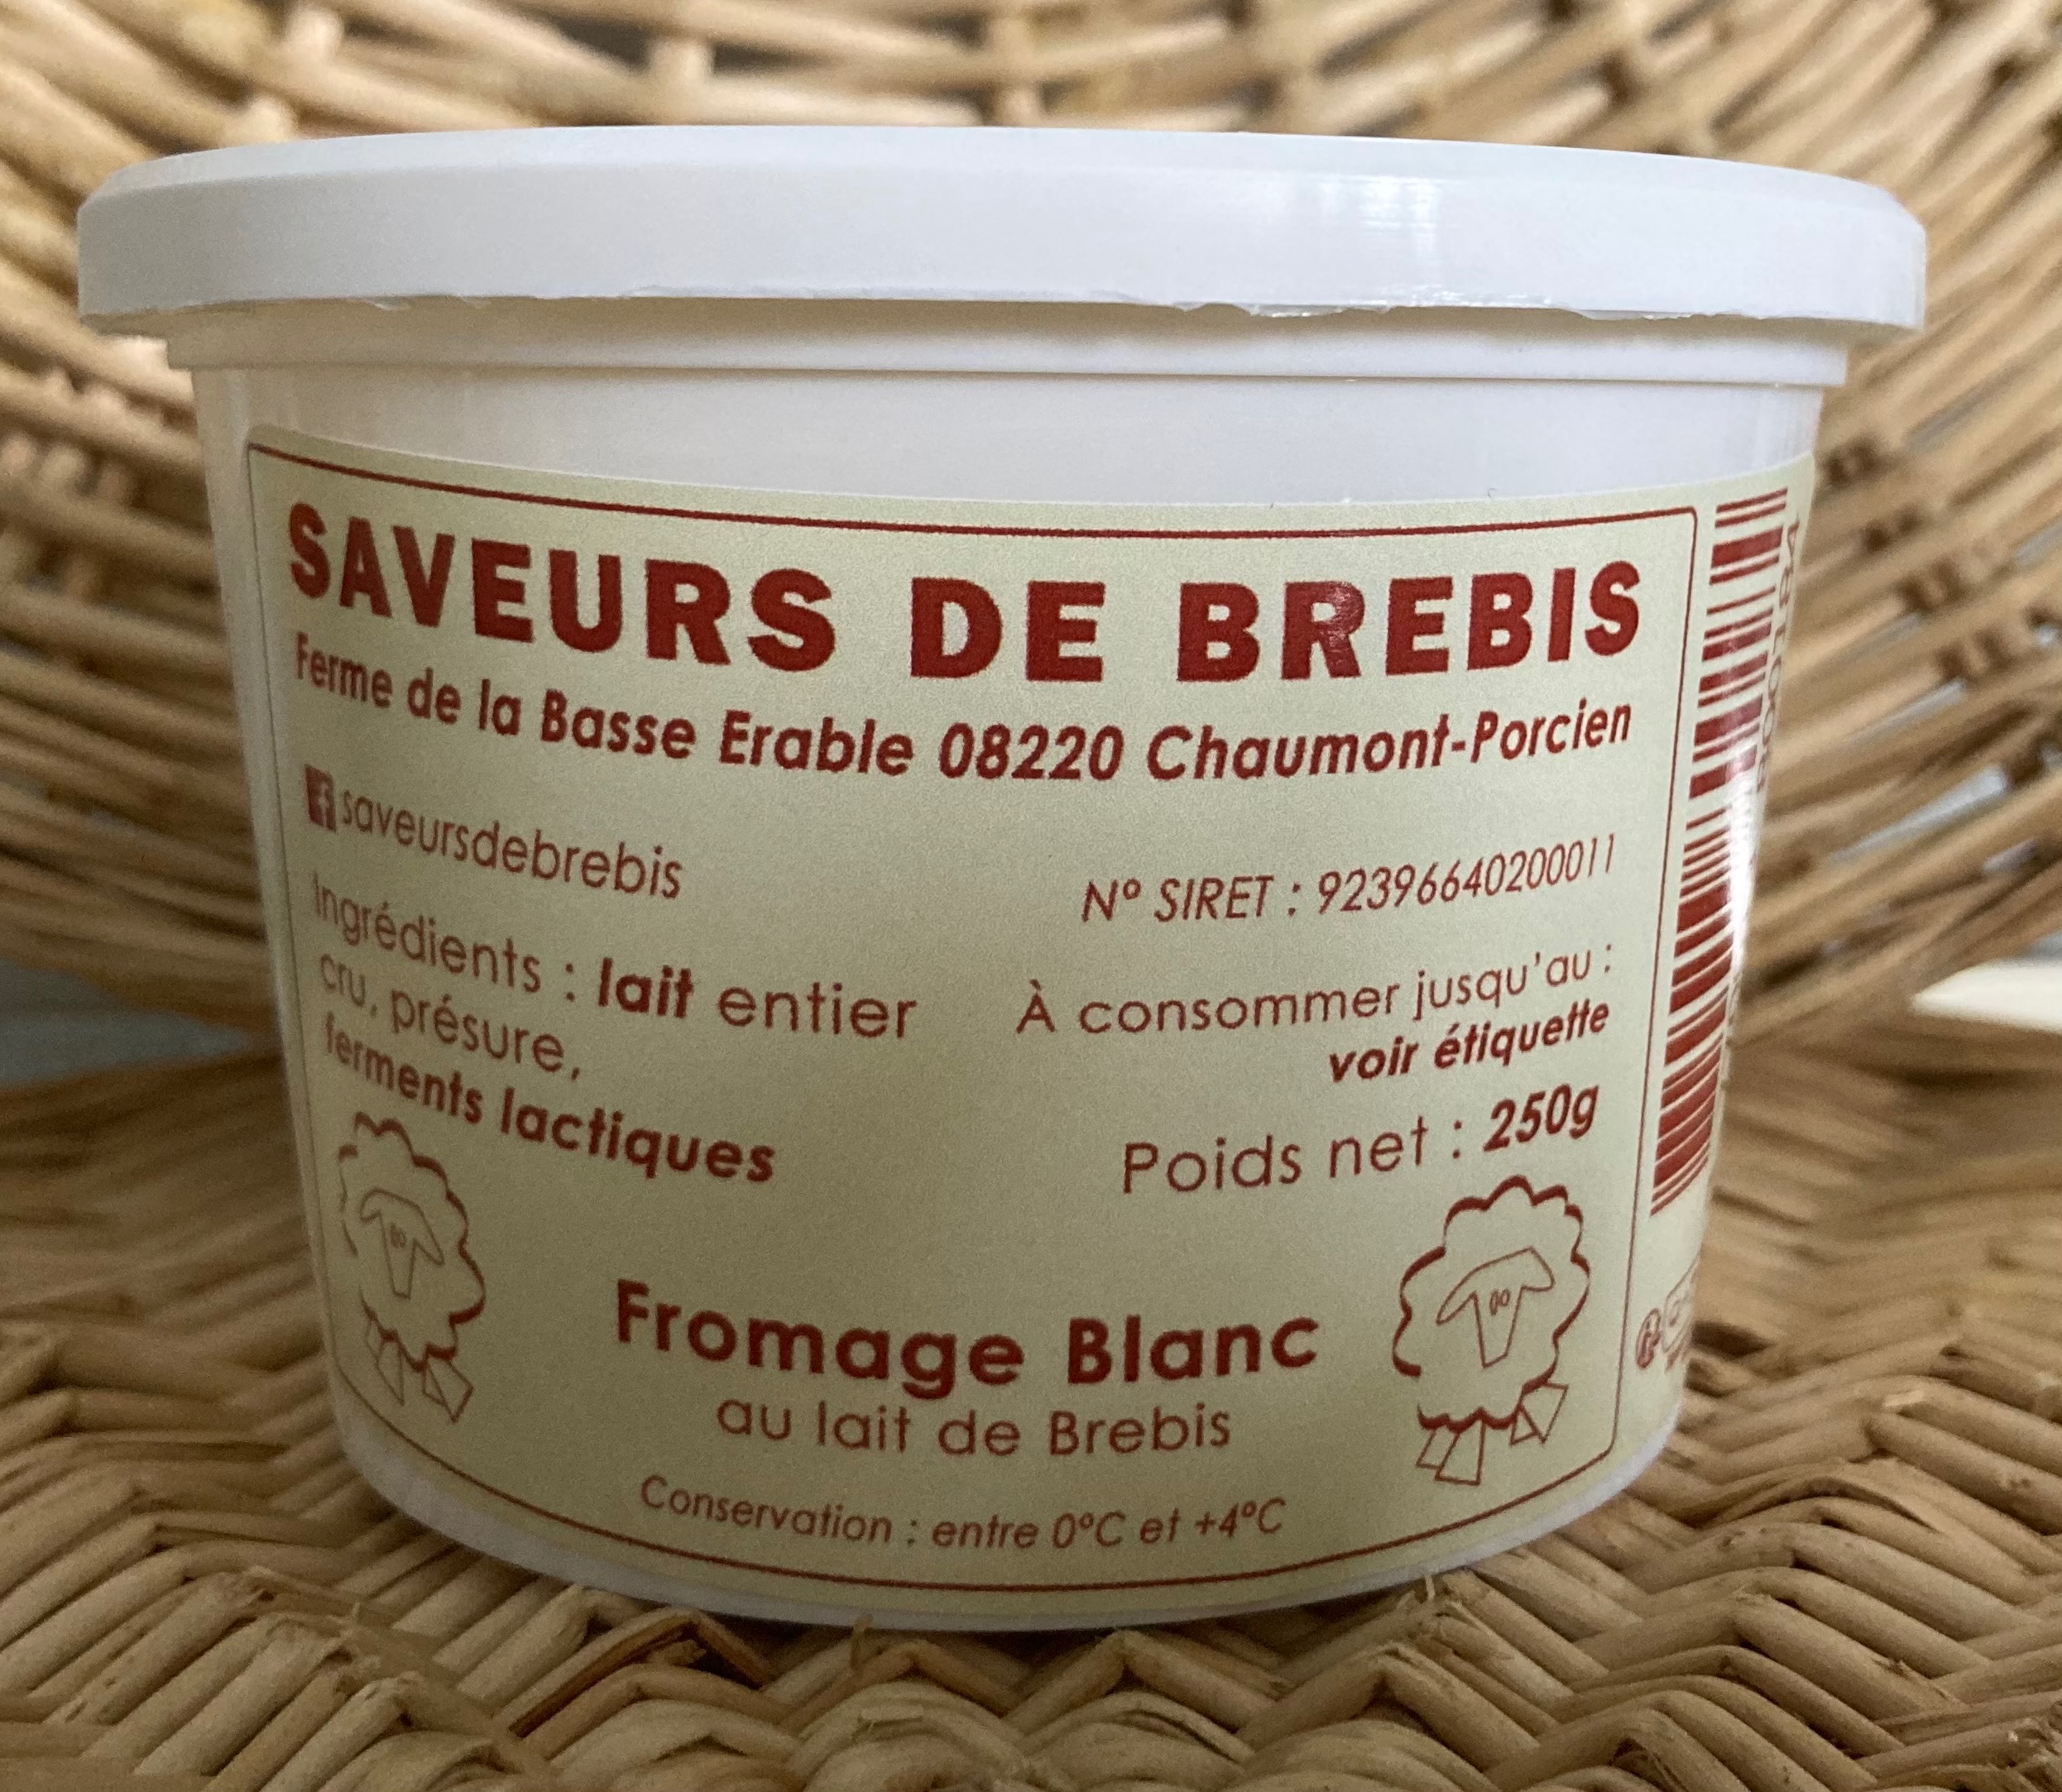 SAVEURS DE BREBIS
Ferme de la Basse Erable 08220 Chaumont-Porcien
saveursdebrebis
N° SIRET : 92396640200011
Ingrédients : lait entier
cru, présure,
ferments lactiques
À consommer jusqu'au :
voir étiquette
Poids net : 250g
Fromage Blanc
au lait de Brebis
Conservation : entre 0°C et +4°C